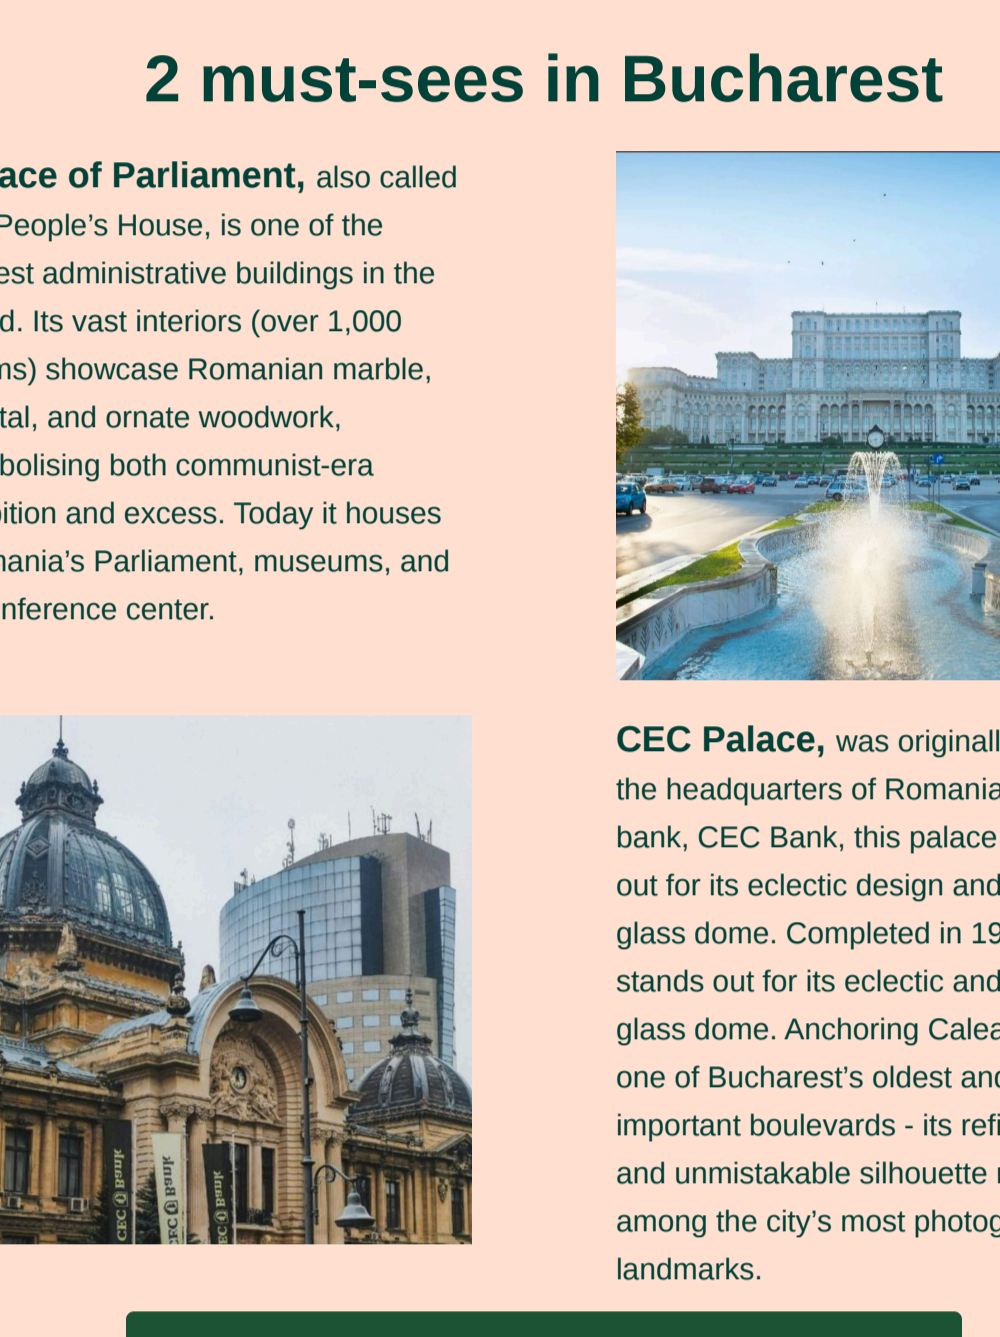 2 must-sees in Bucharest
ace of Parliament, also called
People's House, is one of the
est administrative buildings in the
d. Its vast interiors (over 1,000
ms) showcase Romanian marble,
tal, and ornate woodwork,
bolising both communist-era
ition and excess. Today it houses
ania's Parliament, museums, and
nference center.
CEC Bank
CEC Bank
CEC Bank
CEC Palace, was originall
the headquarters of Romania
bank, CEC Bank, this palace
out for its eclectic design and
glass dome. Completed in 19
stands out for its eclectic and
glass dome. Anchoring Calea
one of Bucharest's oldest and
important boulevards - its refi
and unmistakable silhouette
among the city's most photog
landmarks.